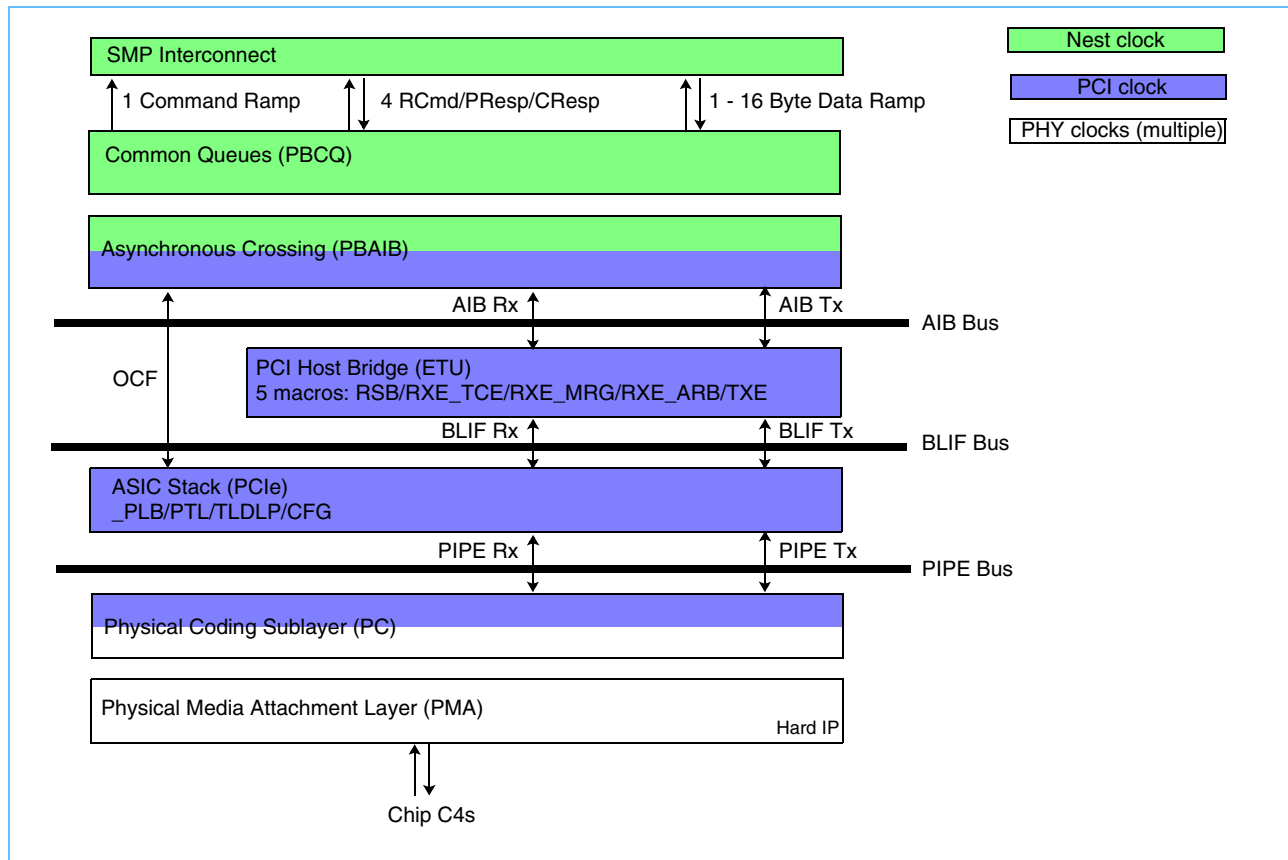 SMP Interconnect
Nest clock
PCI clock
PHY clocks (multiple)
1 Command Ramp
4 RCmd/PResp/CResp
1 - 16 Byte Data Ramp
Common Queues (PBCQ)
Asynchronous Crossing (PBAIB)
AIB Rx
AIB Tx
AIB Bus
OCF
PCI Host Bridge (ETU)
5 macros: RSB/RXE_TCE/RXE_MRG/RXE_ARB/TXE
BLIF Rx
BLIF Tx
BLIF Bus
ASIC Stack (PCIe)
_PLB/PTL/TLDLP/CFG
PIPE Rx
PIPE Tx
PIPE Bus
Physical Coding Sublayer (PC)
Physical Media Attachment Layer (PMA)
Hard IP
Chip C4s